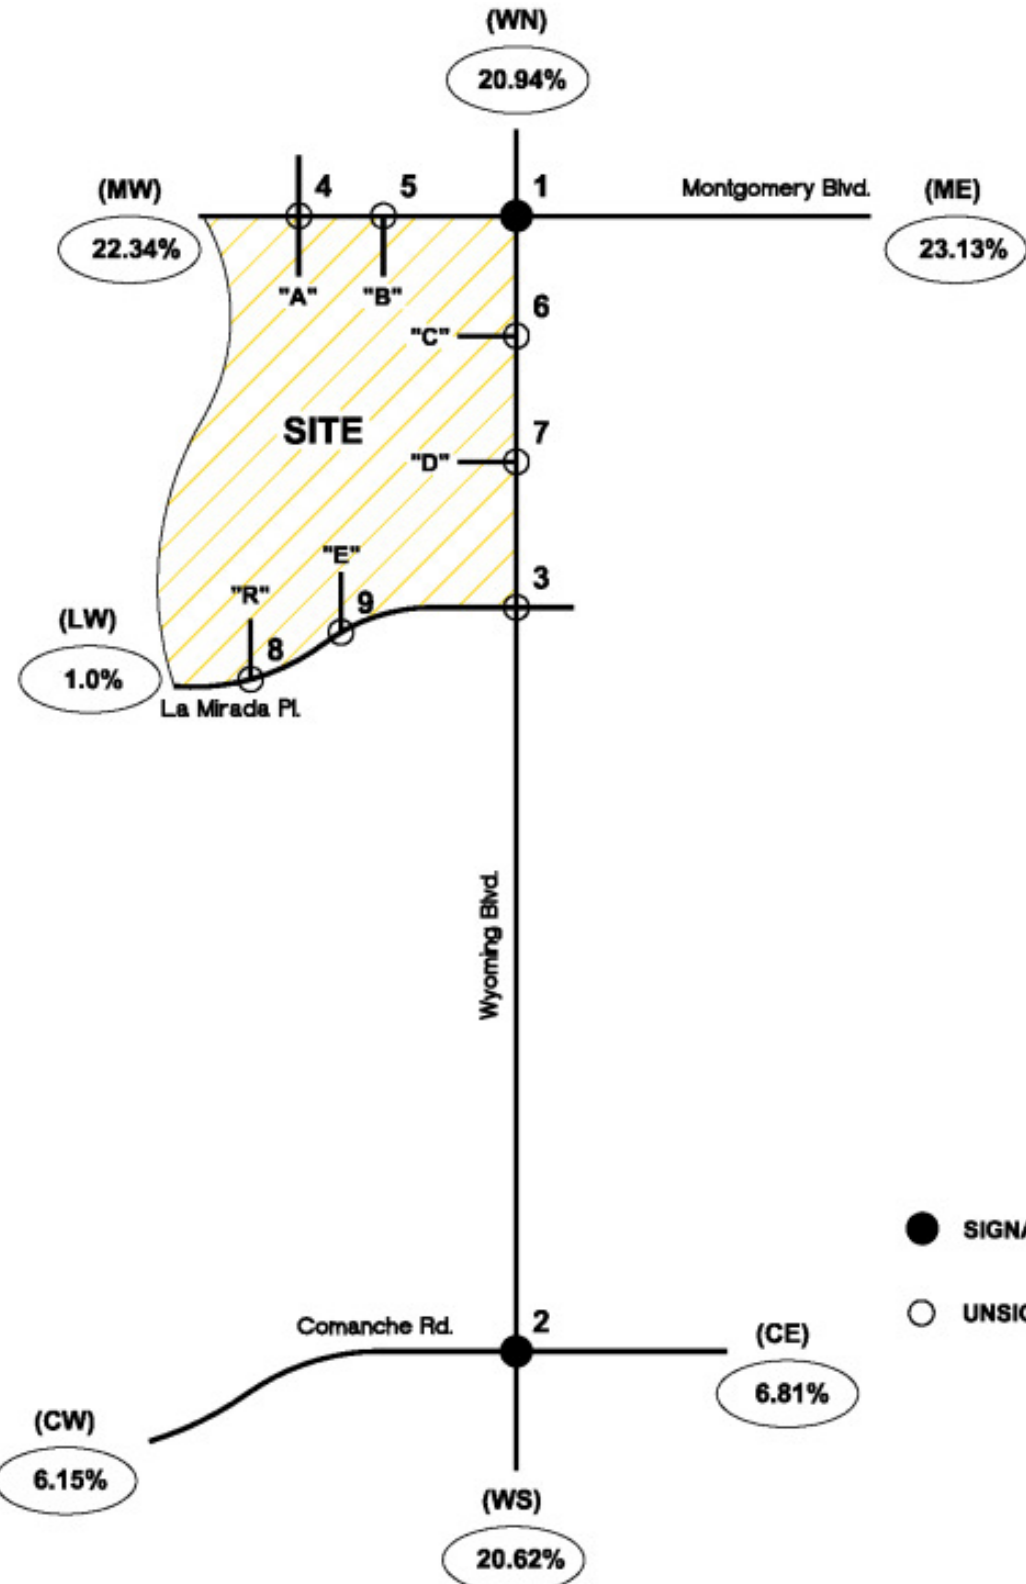 (WN)
20.94%
(MW)
4
5
1
Montgomery Blvd.
(ME)
22.34%
23.13%
"A"
"B"
6
"C"
SITE
7
"D"
"E"
"R"
9
3
(LW)
8
1.0%
La Mirada Pl.
Wyoming Blvd.
SIGNA
UNSIG
Comanche Rd.
2
(CE)
6.81%
(CW)
6.15%
(WS)
20.62%